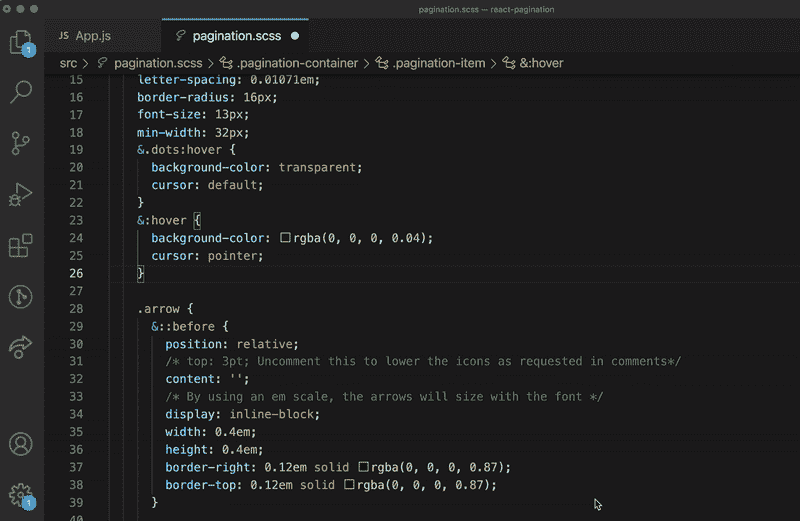 pagination.scss — raact-pagination
JS App.js
pagination.scss
src > pagination.scss > .pagination-container > .pagination-item > &:hover
15 letter-spacing: 0.01071em;
16 border-radius: 16px;
17 font-size: 13px;
18 min-width: 32px;
19 &.dots:hover {
20 background-color: transparent;
21 cursor: default;
22 }
23 &:hover {
24 background-color: rgba(0, 0, 0, 0.04);
25 cursor: pointer;
26 }
27
28 .arrow {
29 &::before {
30 position: relative;
31 /* top: 3pt; Uncomment this to lower the icons as requested in comments*/
32 content: '';
33 /* By using an em scale, the arrows will size with the font */
34 display: inline-block;
35 width: 0.4em;
36 height: 0.4em;
37 border-right: 0.12em solid rgba(0, 0, 0, 0.87);
38 border-top: 0.12em solid rgba(0, 0, 0, 0.87);
39 }
40
1
1